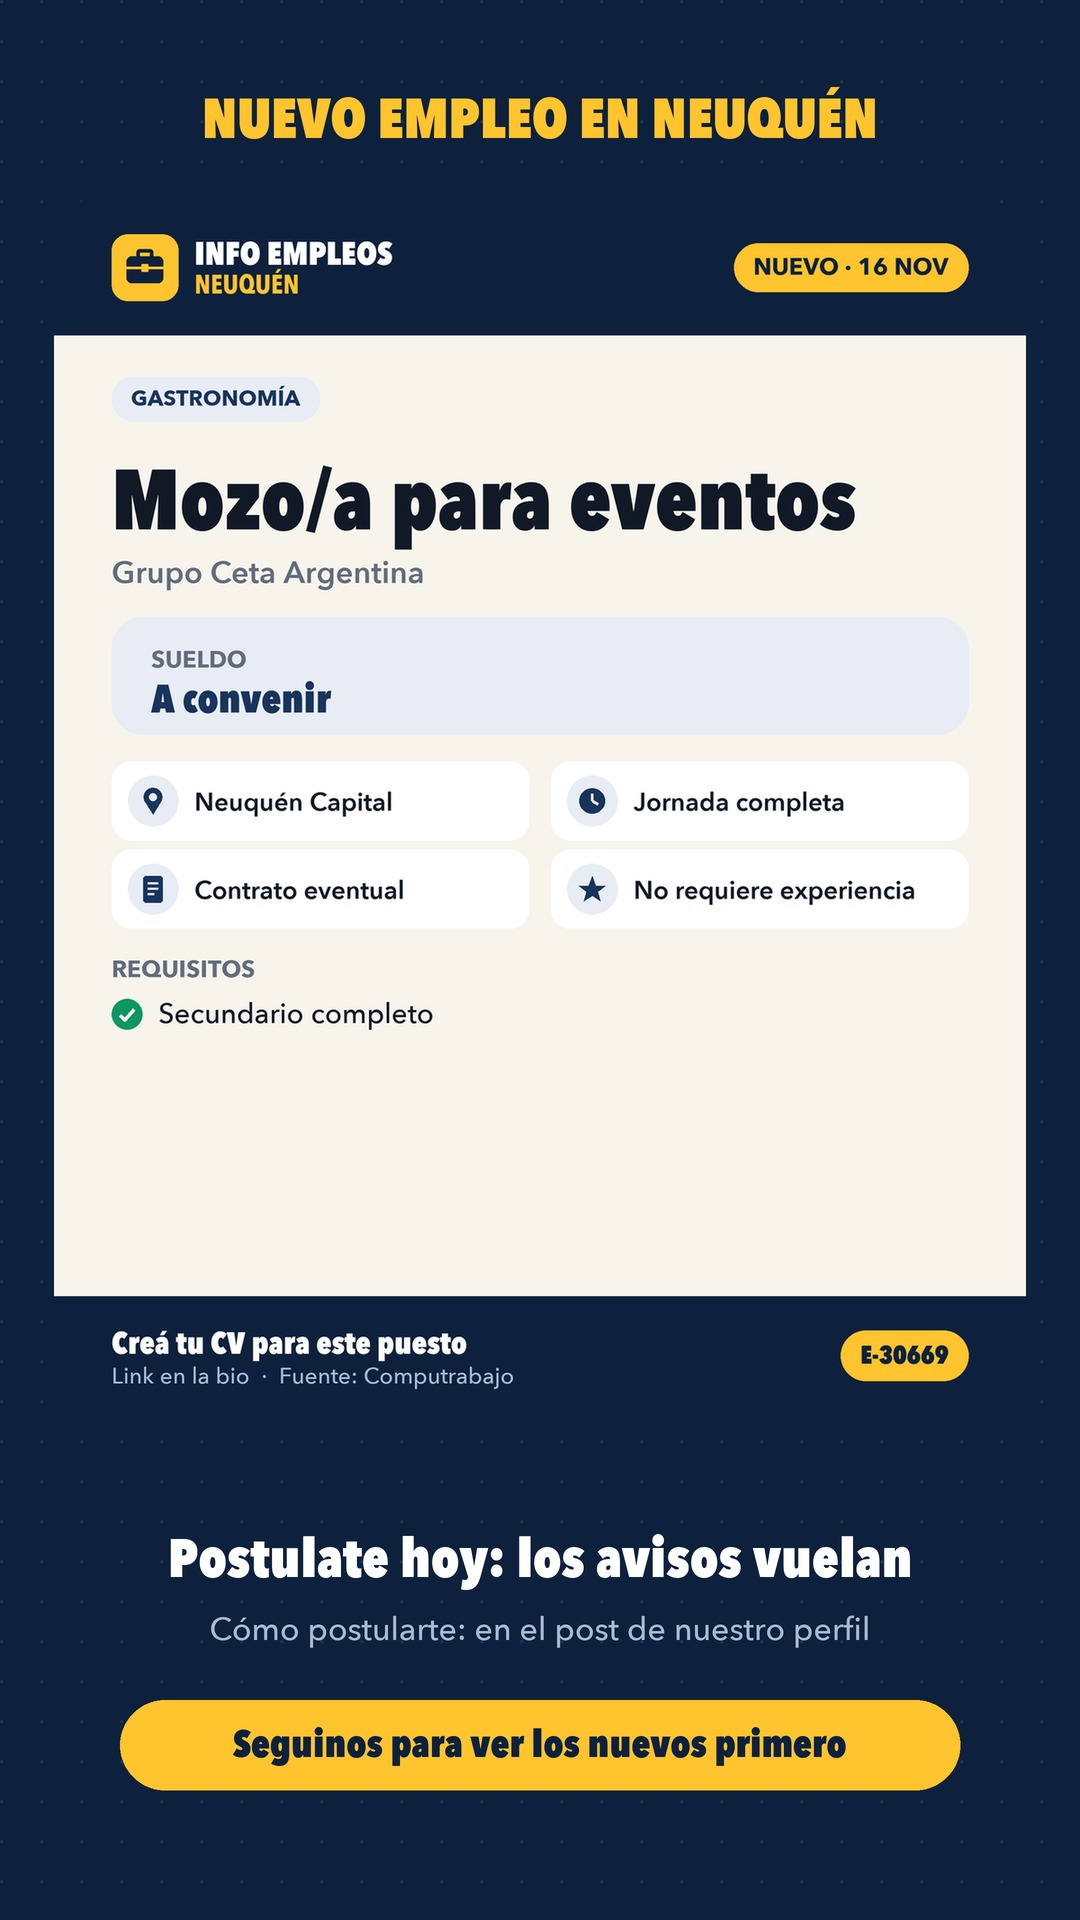 NUEVO EMPLEO EN NEUQUÉN
INFO EMPLEOS
NEUQUÉN
NUEVO · 16 NOV
GASTRONOMÍA
Mozo/a para eventos
Grupo Ceta Argentina
SUELDO
A convenir
Neuquén Capital
Jornada completa
Contrato eventual
No requiere experiencia
REQUISITOS
Secundario completo
Creá tu CV para este puesto
Link en la bio · Fuente: Computrabajo
E-30669
Postulate hoy: los avisos vuelan
Cómo postularte: en el post de nuestro perfil
Seguinos para ver los nuevos primero